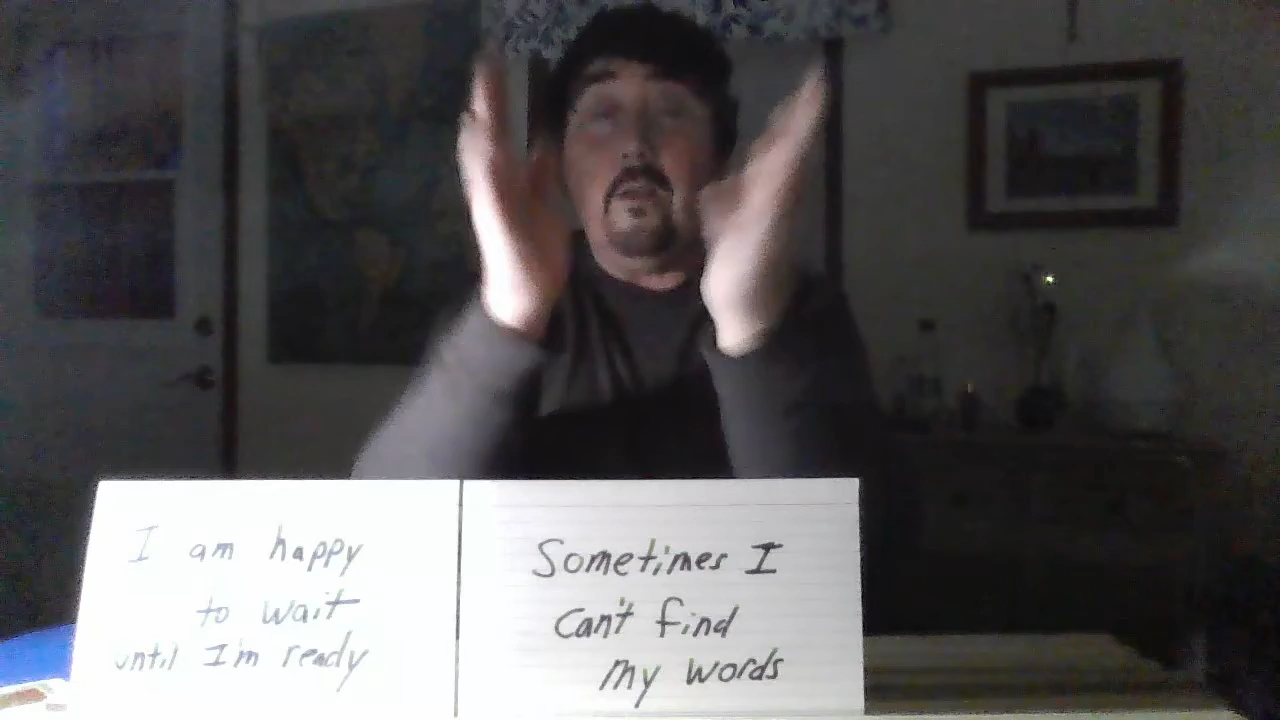 I am happy
to wait
until I'm ready
Sometimes I
can't find
my words